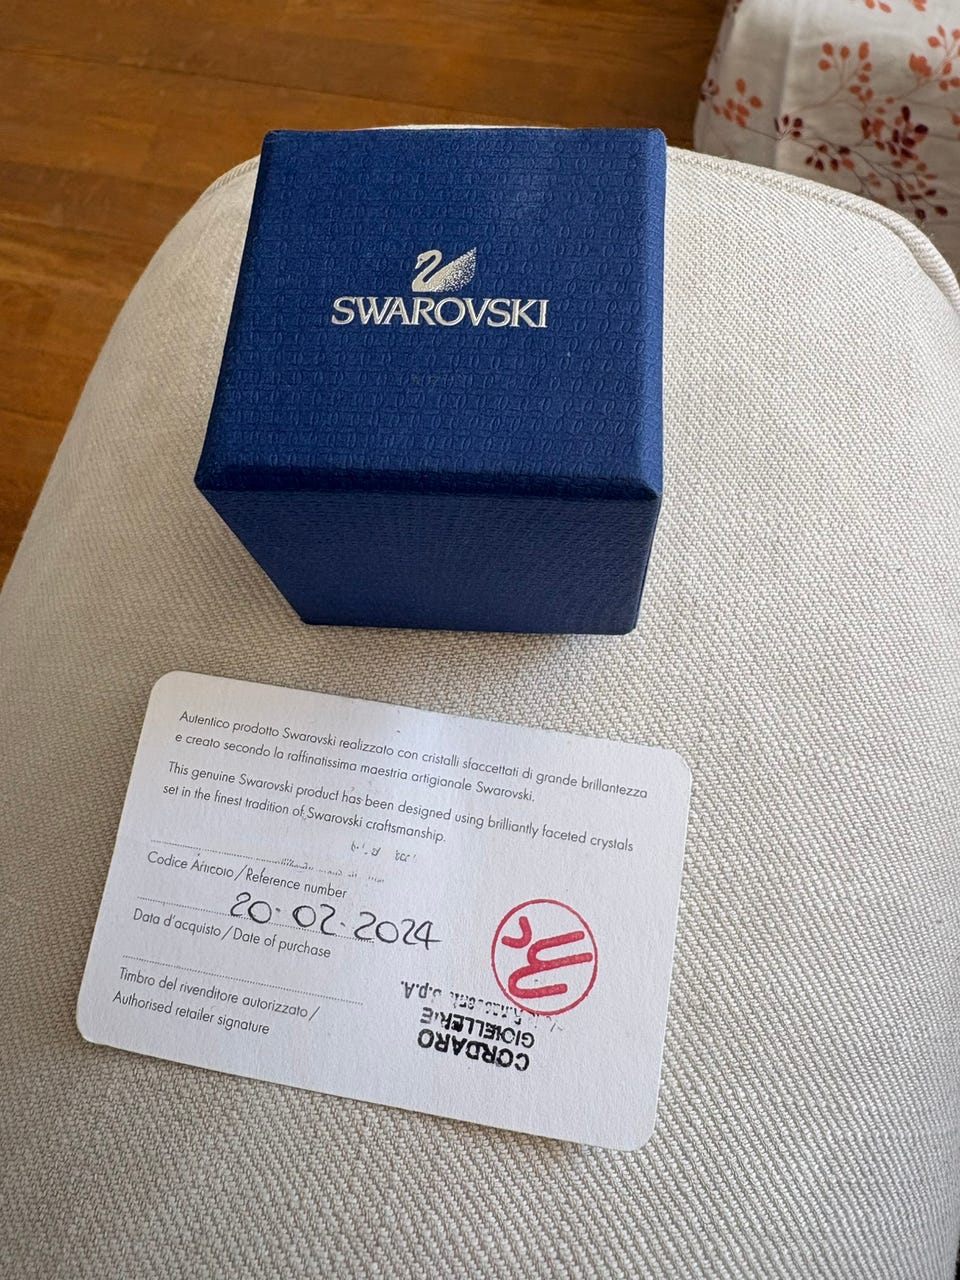 SWAROVSKI
Autentico prodotto Swarovski realizzato con cristalli sfaccettati di grande brillantezza
e creato secondo la raffinatissima maestria artigianale Swarovski.
This genuine Swarovski product has been designed using brilliantly faceted crystals
set in the finest tradition of Swarovski craftsmanship.
Codice Articolo / Reference number
20-02-2024
Data d'acquisto / Date of purchase
Timbro del rivenditore autorizzato /
Authorised retailer signature
CORDARO
GIOIELLERIE